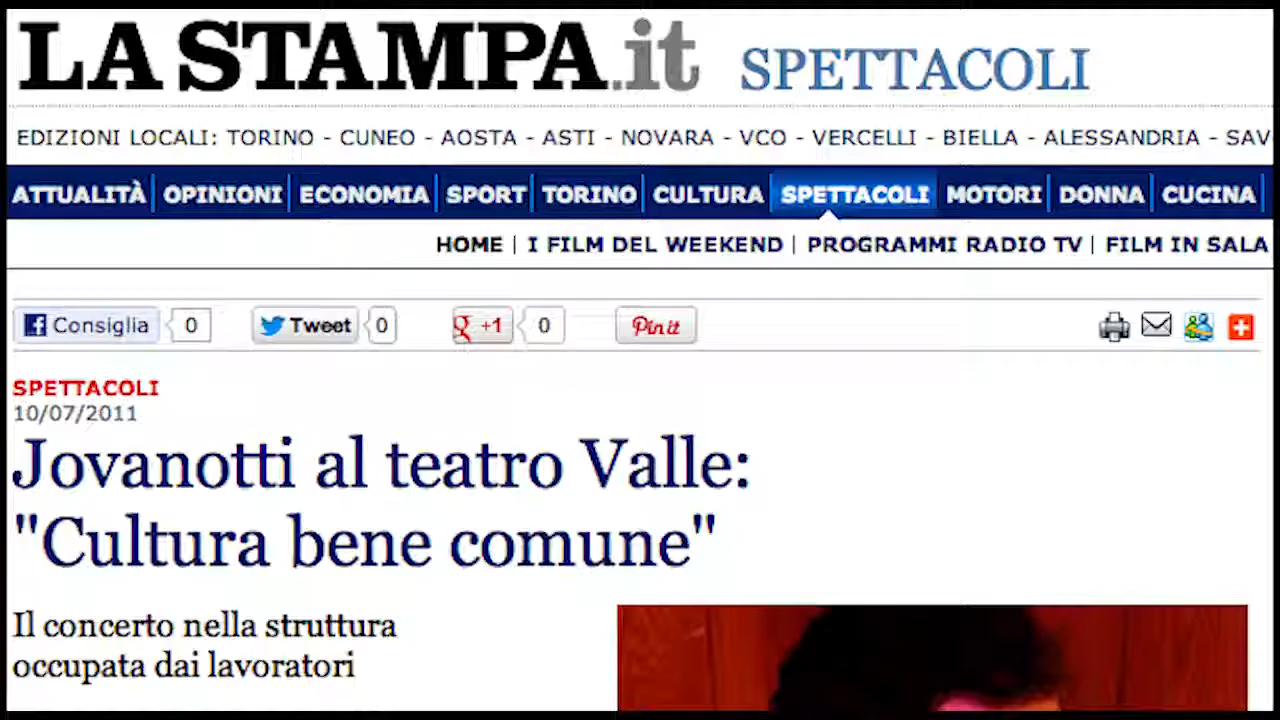 LA STAMPA.it SPETTACOLI
EDIZIONI LOCALI: TORINO - CUNEO - AOSTA - ASTI - NOVARA - VCO - VERCELLI - BIELLA - ALESSANDRIA - SAV
ATTUALITÀ OPINIONI ECONOMIA SPORT TORINO CULTURA SPETTACOLI MOTORI DONNA CUCINA
HOME | I FILM DEL WEEKEND | PROGRAMMI RADIO TV | FILM IN SALA
Consiglia 0 Tweet 0 +1 0 Pin it
SPETTACOLI
10/07/2011
Jovanotti al teatro Valle:
"Cultura bene comune"
Il concerto nella struttura
occupata dai lavoratori